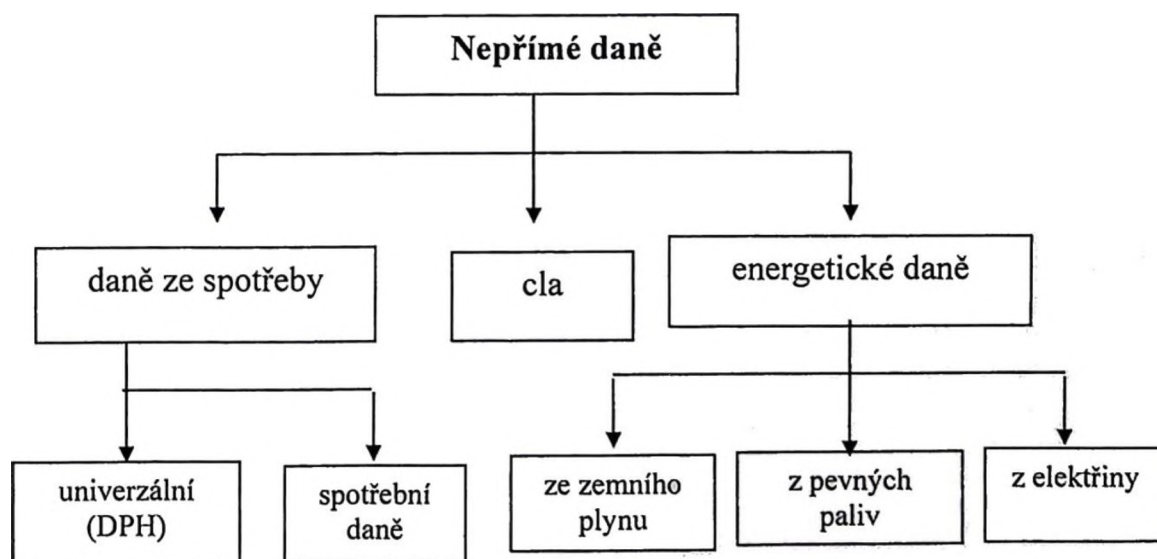 Nepřímé daně
daně ze spotřeby
cla
energetické daně
univerzální
(DPH)
spotřební
daně
ze zemního
plynu
z pevných
paliv
z elektřiny